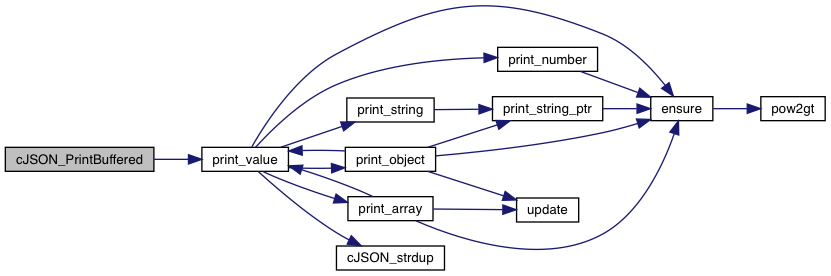 cJSON_PrintBuffered
print_value
print_number
print_string
print_string_ptr
ensure
pow2gt
print_object
print_array
update
cJSON_strdup